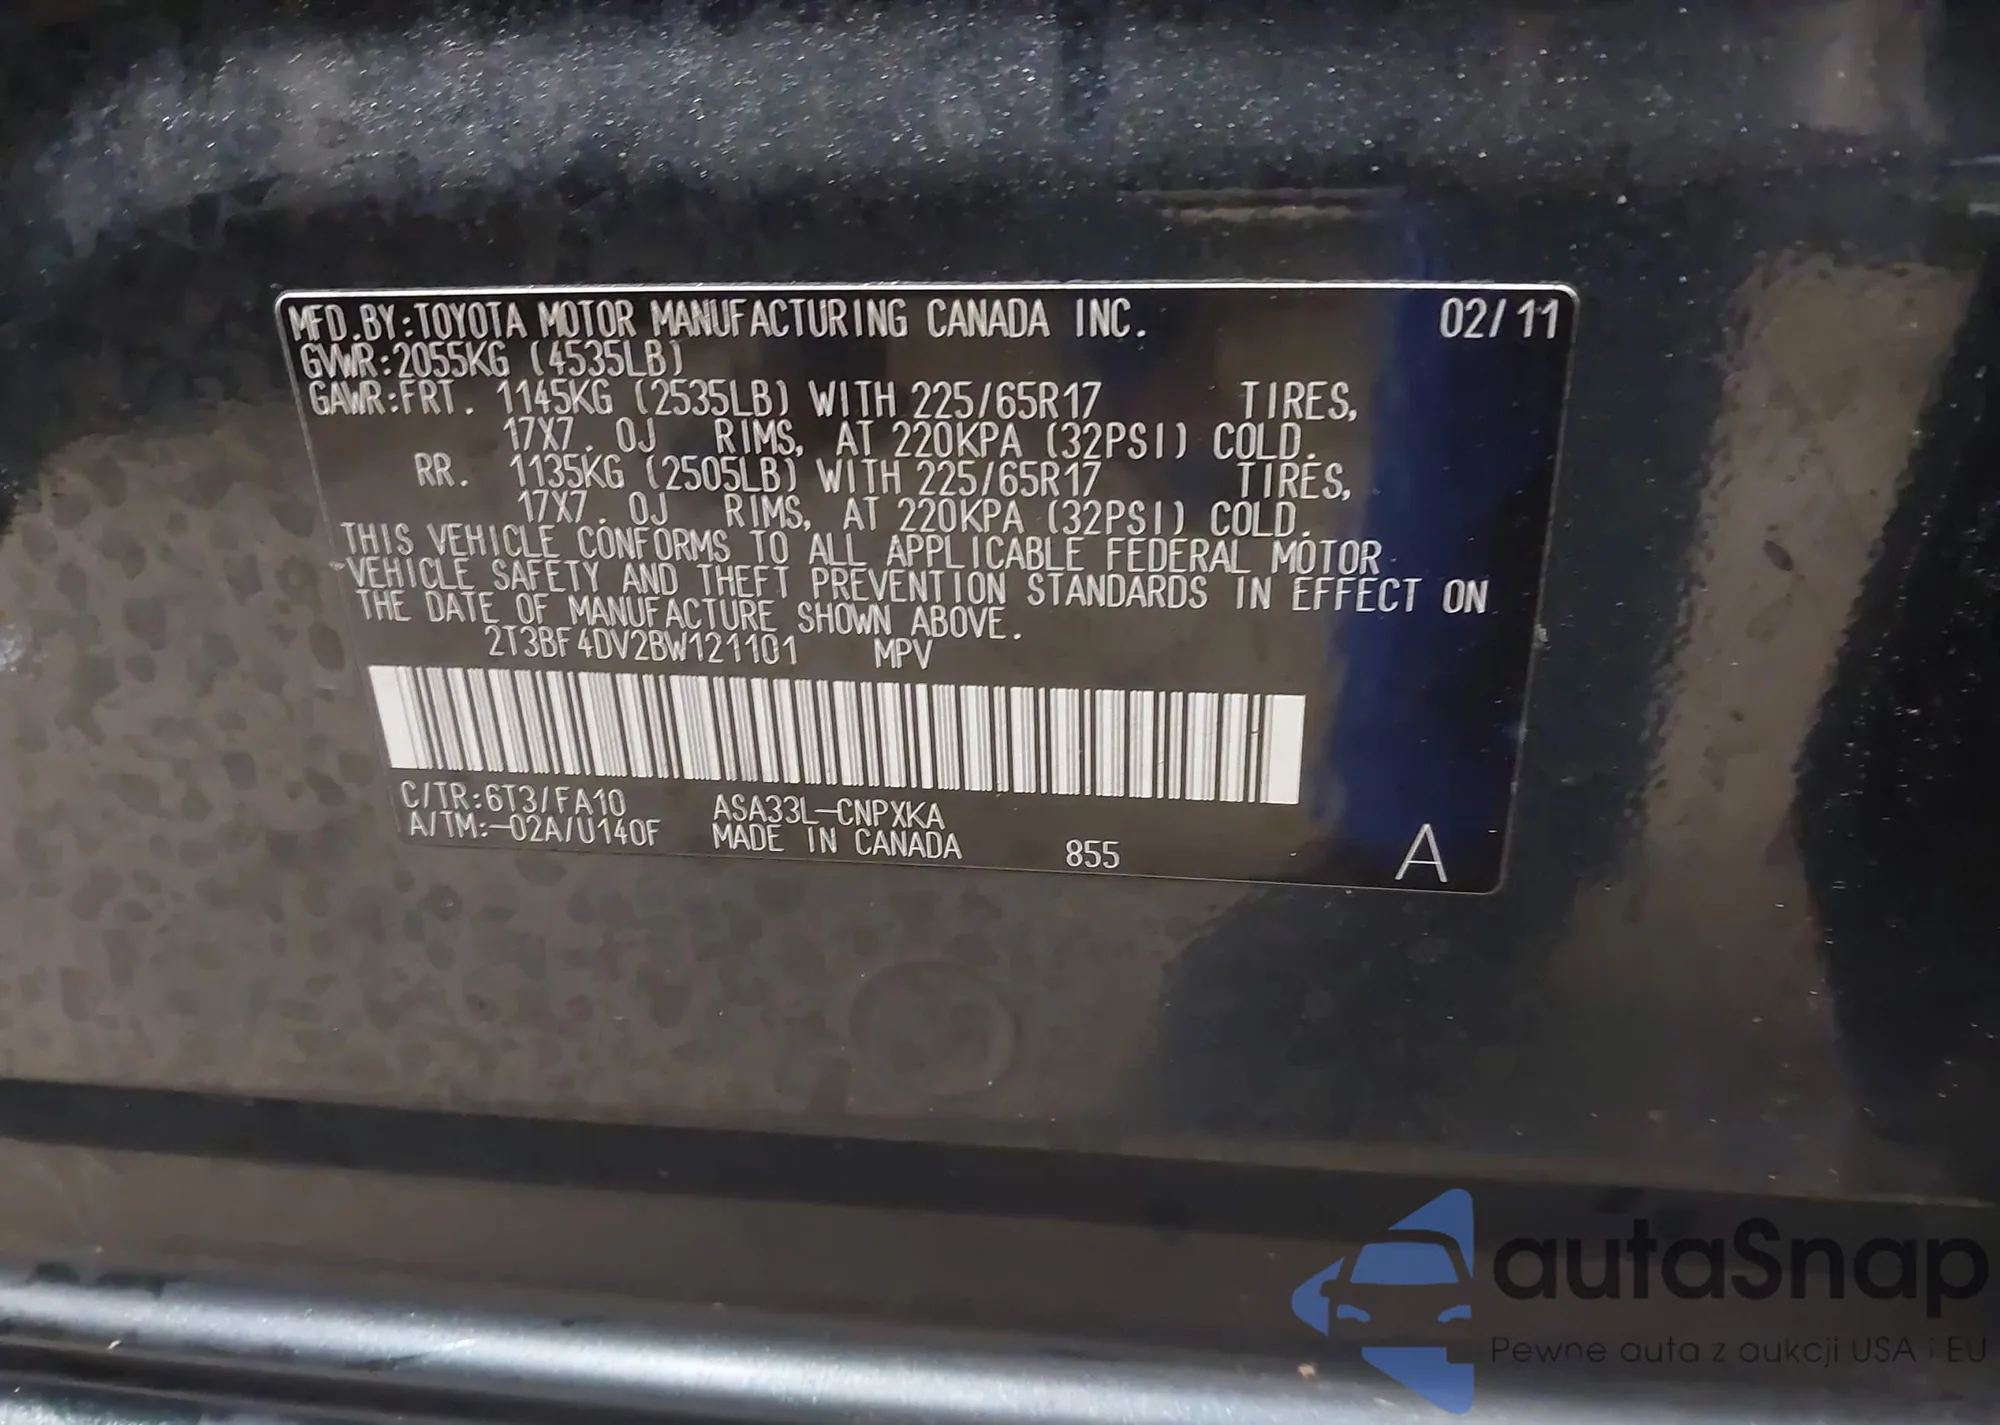 MFD.BY:TOYOTA MOTOR MANUFACTURING CANADA INC. 02/11
GVWR:2055KG (4535LB)
GAWR:FRT. 1145KG (2535LB) WITH 225/65R17 TIRES,
17X7.0J RIMS, AT 220KPA (32PSI) COLD.
RR. 1135KG (2505LB) WITH 225/65R17 TIRES,
17X7.0J RIMS, AT 220KPA (32PSI) COLD.
THIS VEHICLE CONFORMS TO ALL APPLICABLE FEDERAL MOTOR
VEHICLE SAFETY AND THEFT PREVENTION STANDARDS IN EFFECT ON
THE DATE OF MANUFACTURE SHOWN ABOVE.
2T3BF4DV2BW121101 MPV
C/TR:6T3/FA10 ASA33L-CNPXKA
A/TM:-02A/U140F MADE IN CANADA 855 A
autaSnap
Pewne auta z aukcji USA i EU